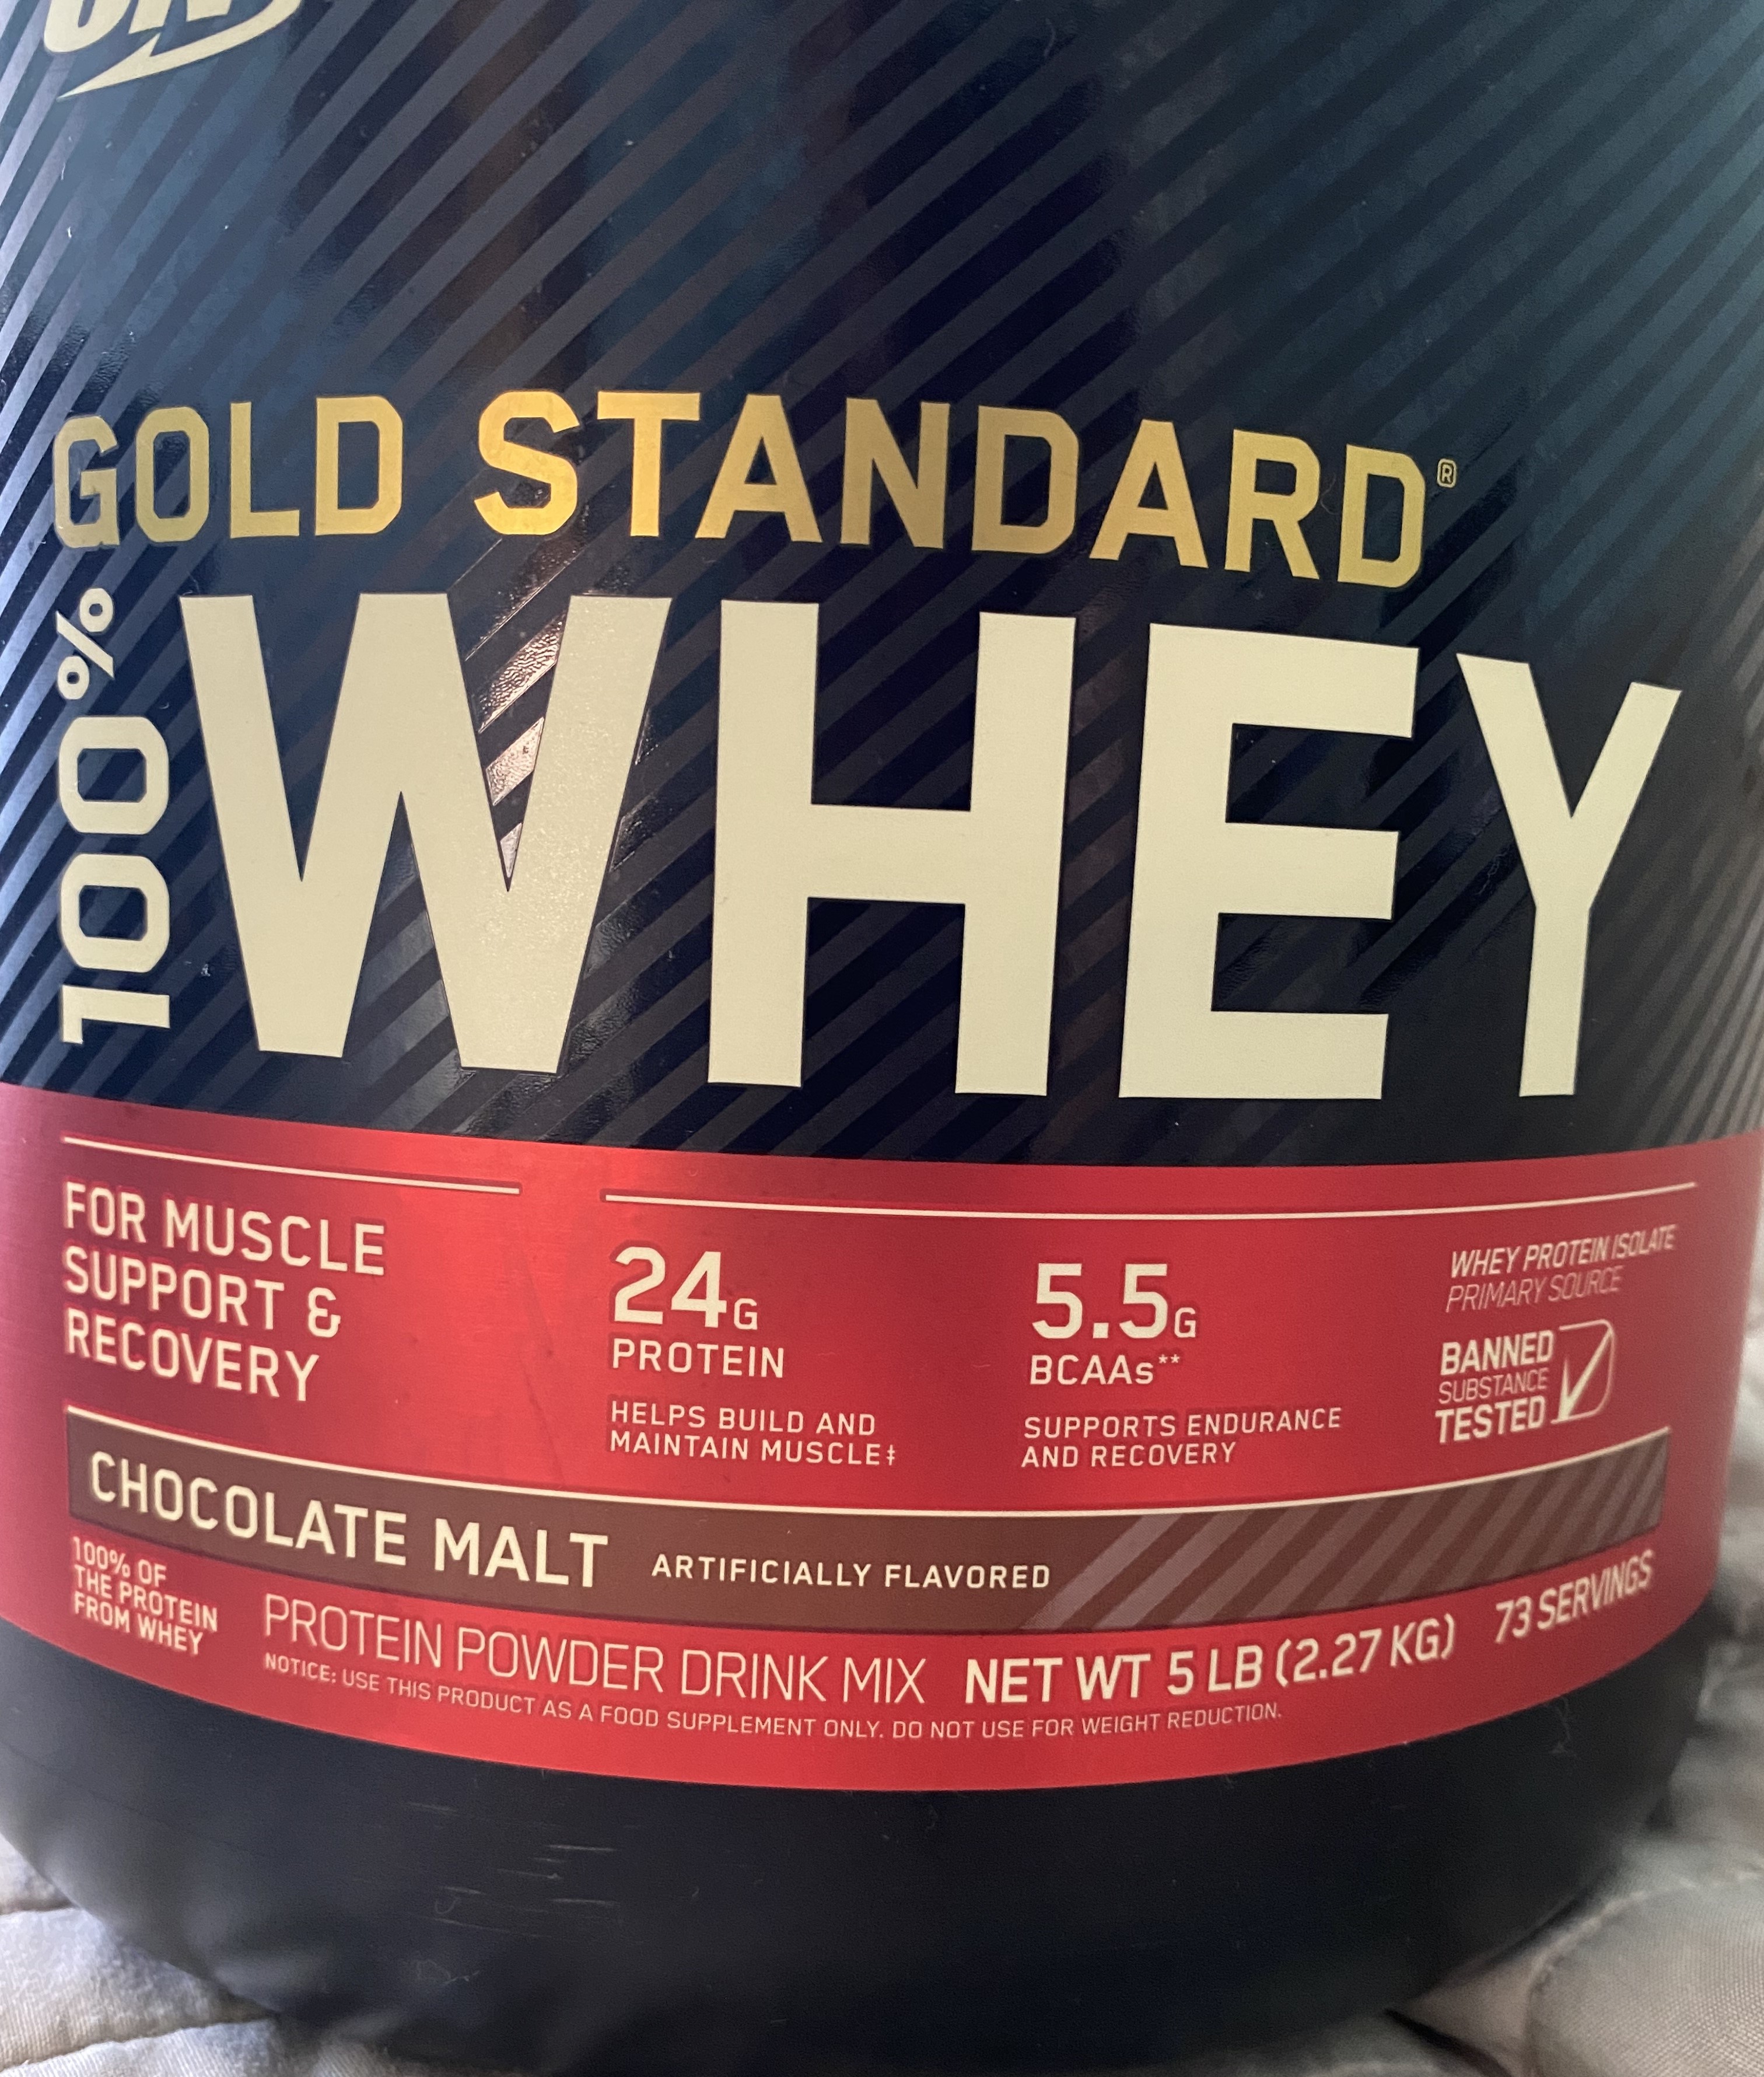 GOLD STANDARD®
100% WHEY
FOR MUSCLE
SUPPORT &
RECOVERY
24G
PROTEIN
HELPS BUILD AND
MAINTAIN MUSCLE‡
5.5G
BCAAs**
SUPPORTS ENDURANCE
AND RECOVERY
WHEY PROTEIN ISOLATE
PRIMARY SOURCE
BANNED
SUBSTANCE
TESTED
CHOCOLATE MALT ARTIFICIALLY FLAVORED
100% OF
THE PROTEIN
FROM WHEY
PROTEIN POWDER DRINK MIX NET WT 5 LB (2.27 KG) 73 SERVINGS
NOTICE: USE THIS PRODUCT AS A FOOD SUPPLEMENT ONLY. DO NOT USE FOR WEIGHT REDUCTION.